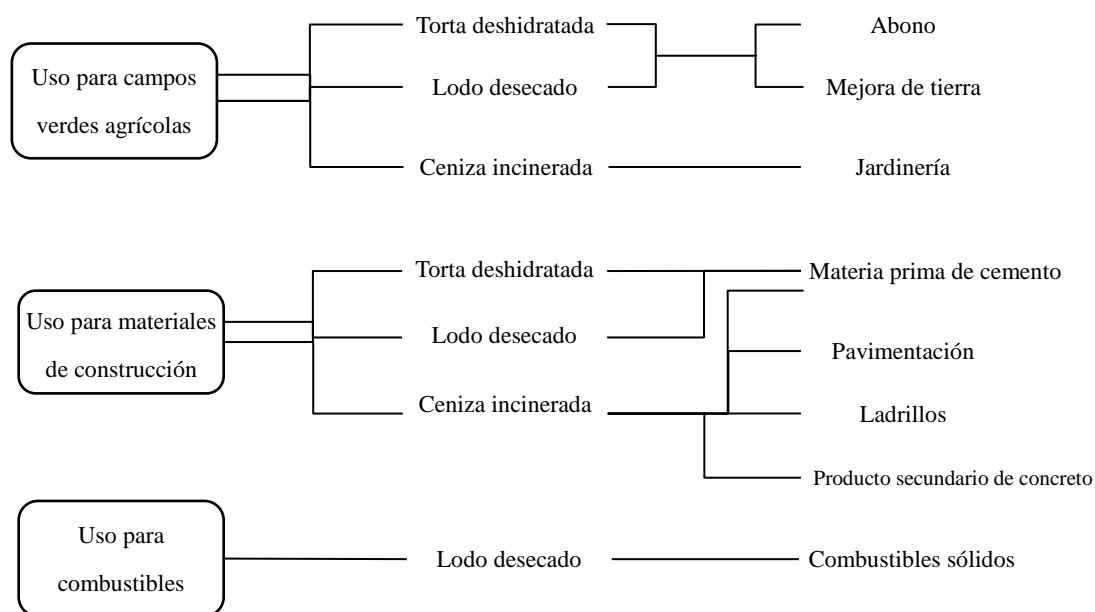 Torta deshidratada
Abono
Uso para campos
verdes agrícolas
Lodo desecado
Mejora de tierra
Ceniza incinerada
Jardinería
Torta deshidratada
Materia prima de cemento
Uso para materiales
de construcción
Lodo desecado
Pavimentación
Ceniza incinerada
Ladrillos
Producto secundario de concreto
Uso para
combustibles
Lodo desecado
Combustibles sólidos